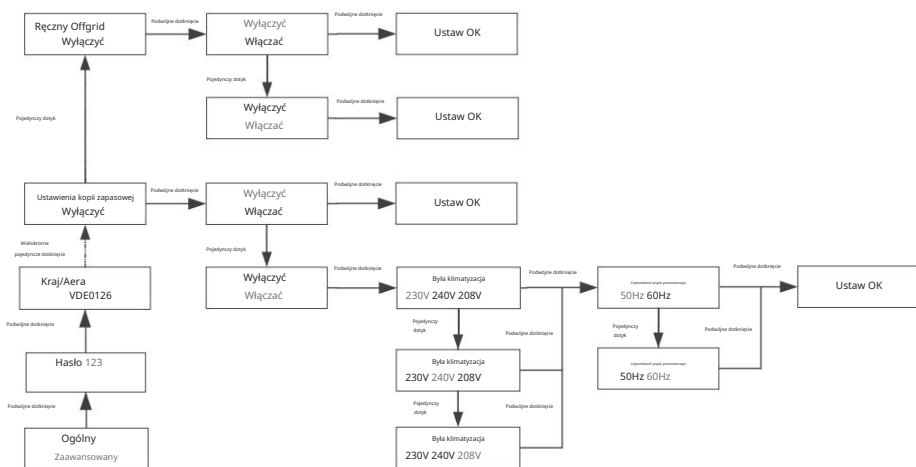 Ręczny Offgrid
Wyłączyć
Podwójne dotknięcie
Wyłączyć
Włączać
Podwójne dotknięcie
Ustaw OK
Pojedynczy dotyk
Pojedynczy dotyk
Wyłączyć
Włączać
Podwójne dotknięcie
Ustaw OK
Ustawienia kopii zapasowej
Wyłączyć
Podwójne dotknięcie
Wyłączyć
Włączać
Podwójne dotknięcie
Ustaw OK
Wielokrotne
pojedyncze dotknięcie
Pojedynczy dotyk
Kraj/Aera
VDE0126
Wyłączyć
Włączać
Podwójne dotknięcie
Była klimatyzacja
230V 240V 208V
Podwójne dotknięcie
50Hz 60Hz
Podwójne dotknięcie
Ustaw OK
Podwójne dotknięcie
Pojedynczy
dotyk
Podwójne dotknięcie
Pojedynczy
dotyk
Podwójne dotknięcie
Hasło 123
Była klimatyzacja
230V 240V 208V
50Hz 60Hz
Podwójne dotknięcie
Pojedynczy
dotyk
Podwójne dotknięcie
Ogólny
Zaawansowany
Była klimatyzacja
230V 240V 208V